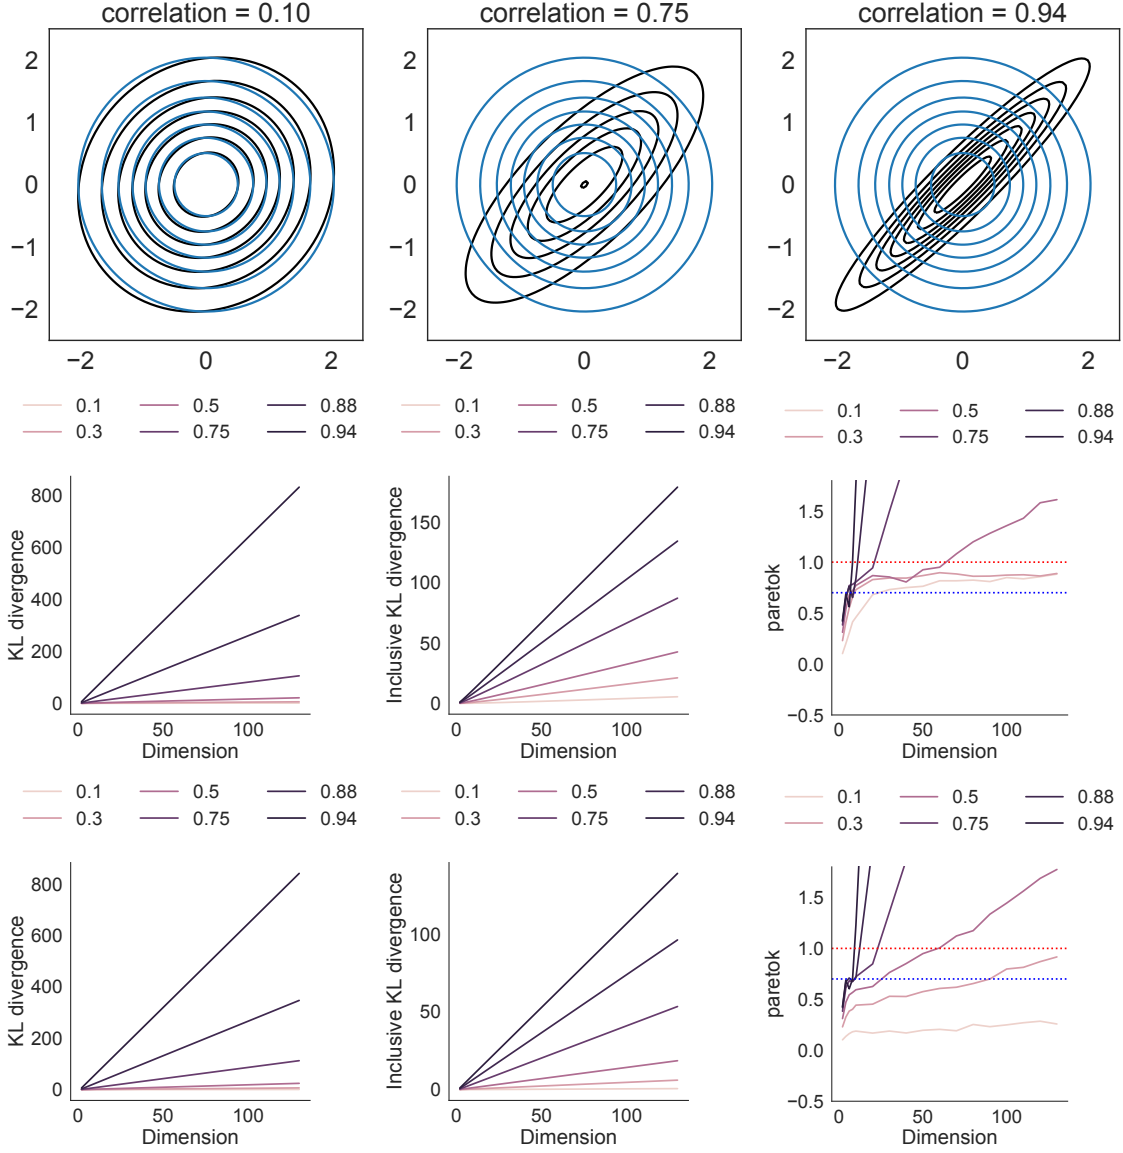 correlation = 0.10
correlation = 0.75
correlation = 0.94
2
1
0
−1
−2
−2 0 2
2
1
0
−1
−2
−2 0 2
2
1
0
−1
−2
−2 0 2
0.1 0.5 0.88
0.3 0.75 0.94
0.1 0.5 0.88
0.3 0.75 0.94
0.1 0.5 0.88
0.3 0.75 0.94
KL divergence
800
600
400
200
0
0 50 100
Dimension
Inclusive KL divergence
150
100
50
0
0 50 100
Dimension
paretok
1.5
1.0
0.5
0.0
−0.5
0 50 100
Dimension
0.1 0.5 0.88
0.3 0.75 0.94
0.1 0.5 0.88
0.3 0.75 0.94
0.1 0.5 0.88
0.3 0.75 0.94
KL divergence
800
600
400
200
0
0 50 100
Dimension
Inclusive KL divergence
100
50
0
0 50 100
Dimension
paretok
1.5
1.0
0.5
0.0
−0.5
0 50 100
Dimension